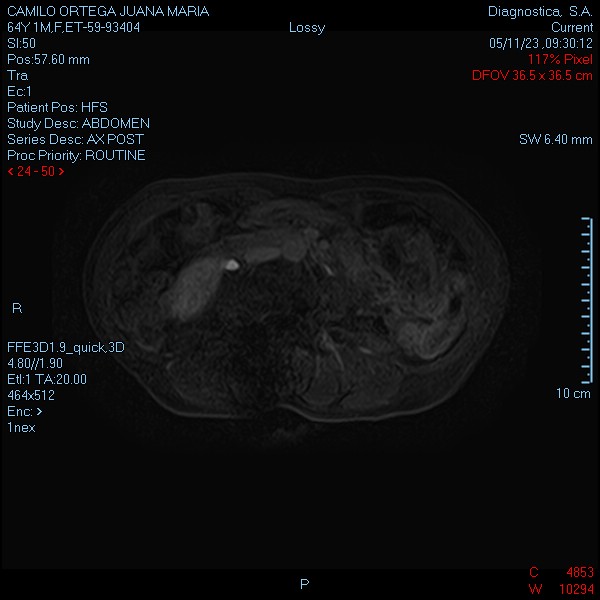 CAMILO ORTEGA JUANA MARIA
64Y 1M,F,ET-59-93404
SI:50
Pos:57.60 mm
Tra
Ec:1
Patient Pos: HFS
Study Desc: ABDOMEN
Series Desc: AX POST
Proc Priority: ROUTINE
< 24 - 50 >
Lossy
Diagnostica, S.A.
Current
05/11/23 ,09:30:12
117% Pixel
DFOV 36.5 x 36.5 cm
SW 6.40 mm
R
FFE3D1.9_quick,3D
4.80//1.90
Etl:1 TA:20.00
464x512
Enc: >
1nex
10 cm
P
C 4853
W 10294